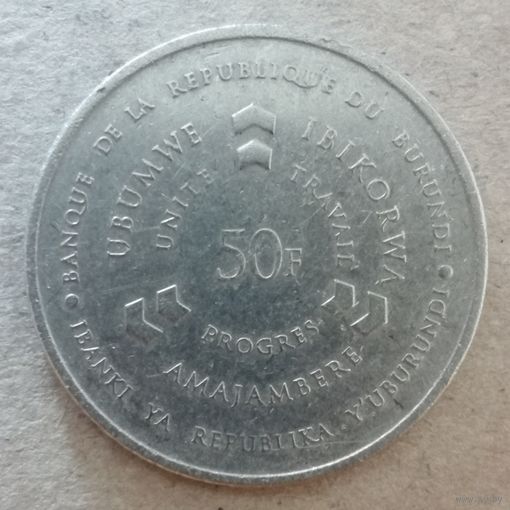 BANQUE DE LA REPUBLIQUE DU BURUNDI
UBUMWE IBIKORWA
UNITE TRAVAIL
50F
PROGRES
AMAJAMBERE
IBANKI YA REPUBLIKA Y'UBURUNDI